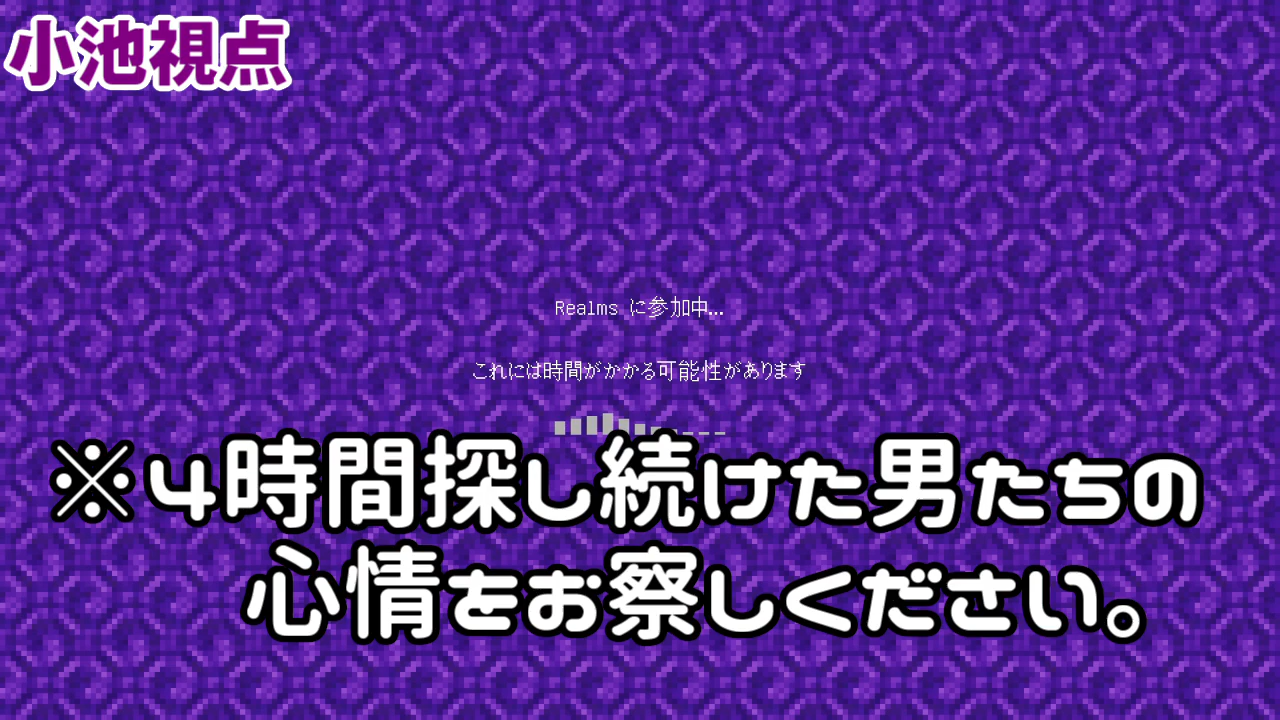 小池視点
Realms に参加中...
これには時間がかかる可能性があります
※4時間探し続けた男たちの
心情をお察しください。